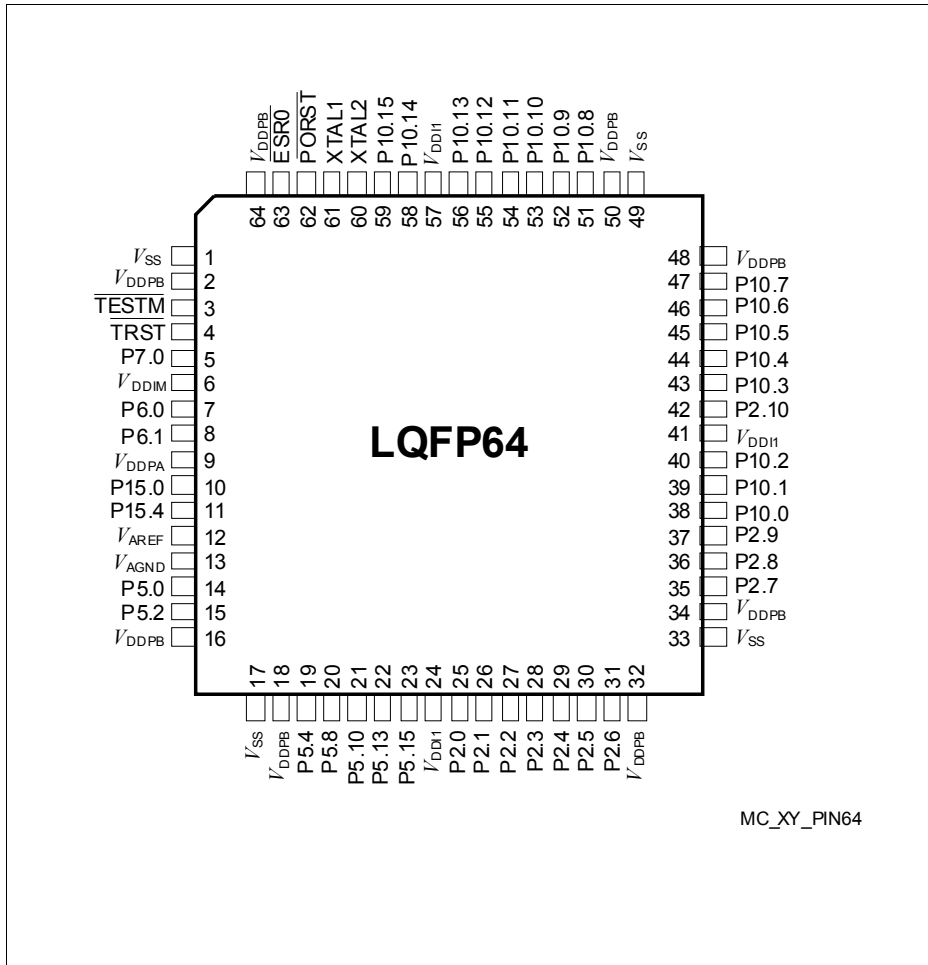 VDDPB
ESR0
PORST
XTAL1
XTAL2
P10.15
P10.14
VDDI1
P10.13
P10.12
P10.11
P10.10
P10.9
P10.8
VDDPB
VSS
64 63 62 61 60 59 58 57 56 55 54 53 52 51 50 49
VSS 1
VDDPB 2
TESTM 3
TRST 4
P7.0 5
VDDIM 6
P6.0 7
P6.1 8
VDDPA 9
P15.0 10
P15.4 11
VAREF 12
VAGND 13
P5.0 14
P5.2 15
VDDPB 16
LQFP64
48 VDDPB
47 P10.7
46 P10.6
45 P10.5
44 P10.4
43 P10.3
42 P2.10
41 VDDI1
40 P10.2
39 P10.1
38 P10.0
37 P2.9
36 P2.8
35 P2.7
34 VDDPB
33 VSS
17 18 19 20 21 22 23 24 25 26 27 28 29 30 31 32
VSS
VDDPB
P5.4
P5.8
P5.10
P5.13
P5.15
VDDI1
P2.0
P2.1
P2.2
P2.3
P2.4
P2.5
P2.6
VDDPB
MC_XY_PIN64